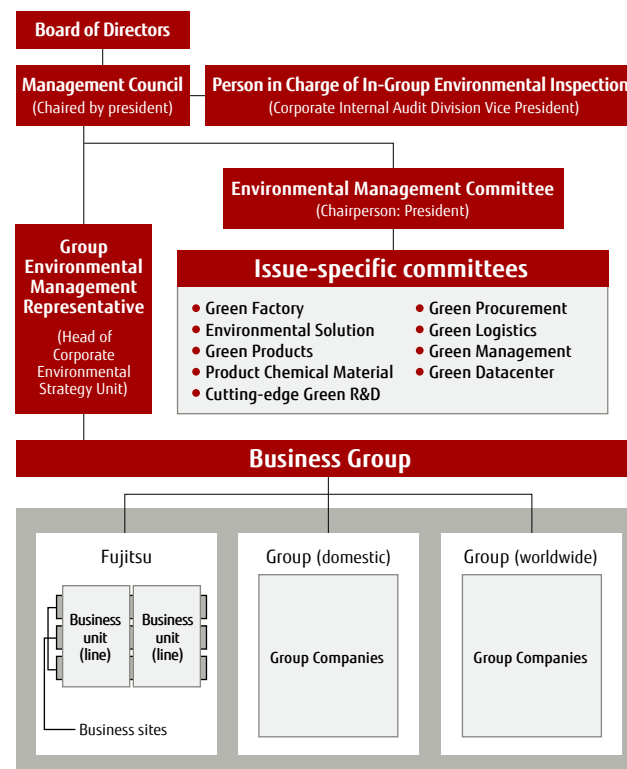 Board of Directors
Management Council
(Chaired by president)
Person in Charge of In-Group Environmental Inspection
(Corporate Internal Audit Division Vice President)
Environmental Management Committee
(Chairperson: President)
Group
Environmental
Management
Representative
(Head of
Corporate
Environmental
Strategy Unit)
Issue-specific committees
• Green Factory
• Environmental Solution
• Green Products
• Product Chemical Material
• Cutting-edge Green R&D
• Green Procurement
• Green Logistics
• Green Management
• Green Datacenter
Business Group
Fujitsu
Business
unit
(line)
Business
unit
(line)
Business sites
Group (domestic)
Group Companies
Group (worldwide)
Group Companies